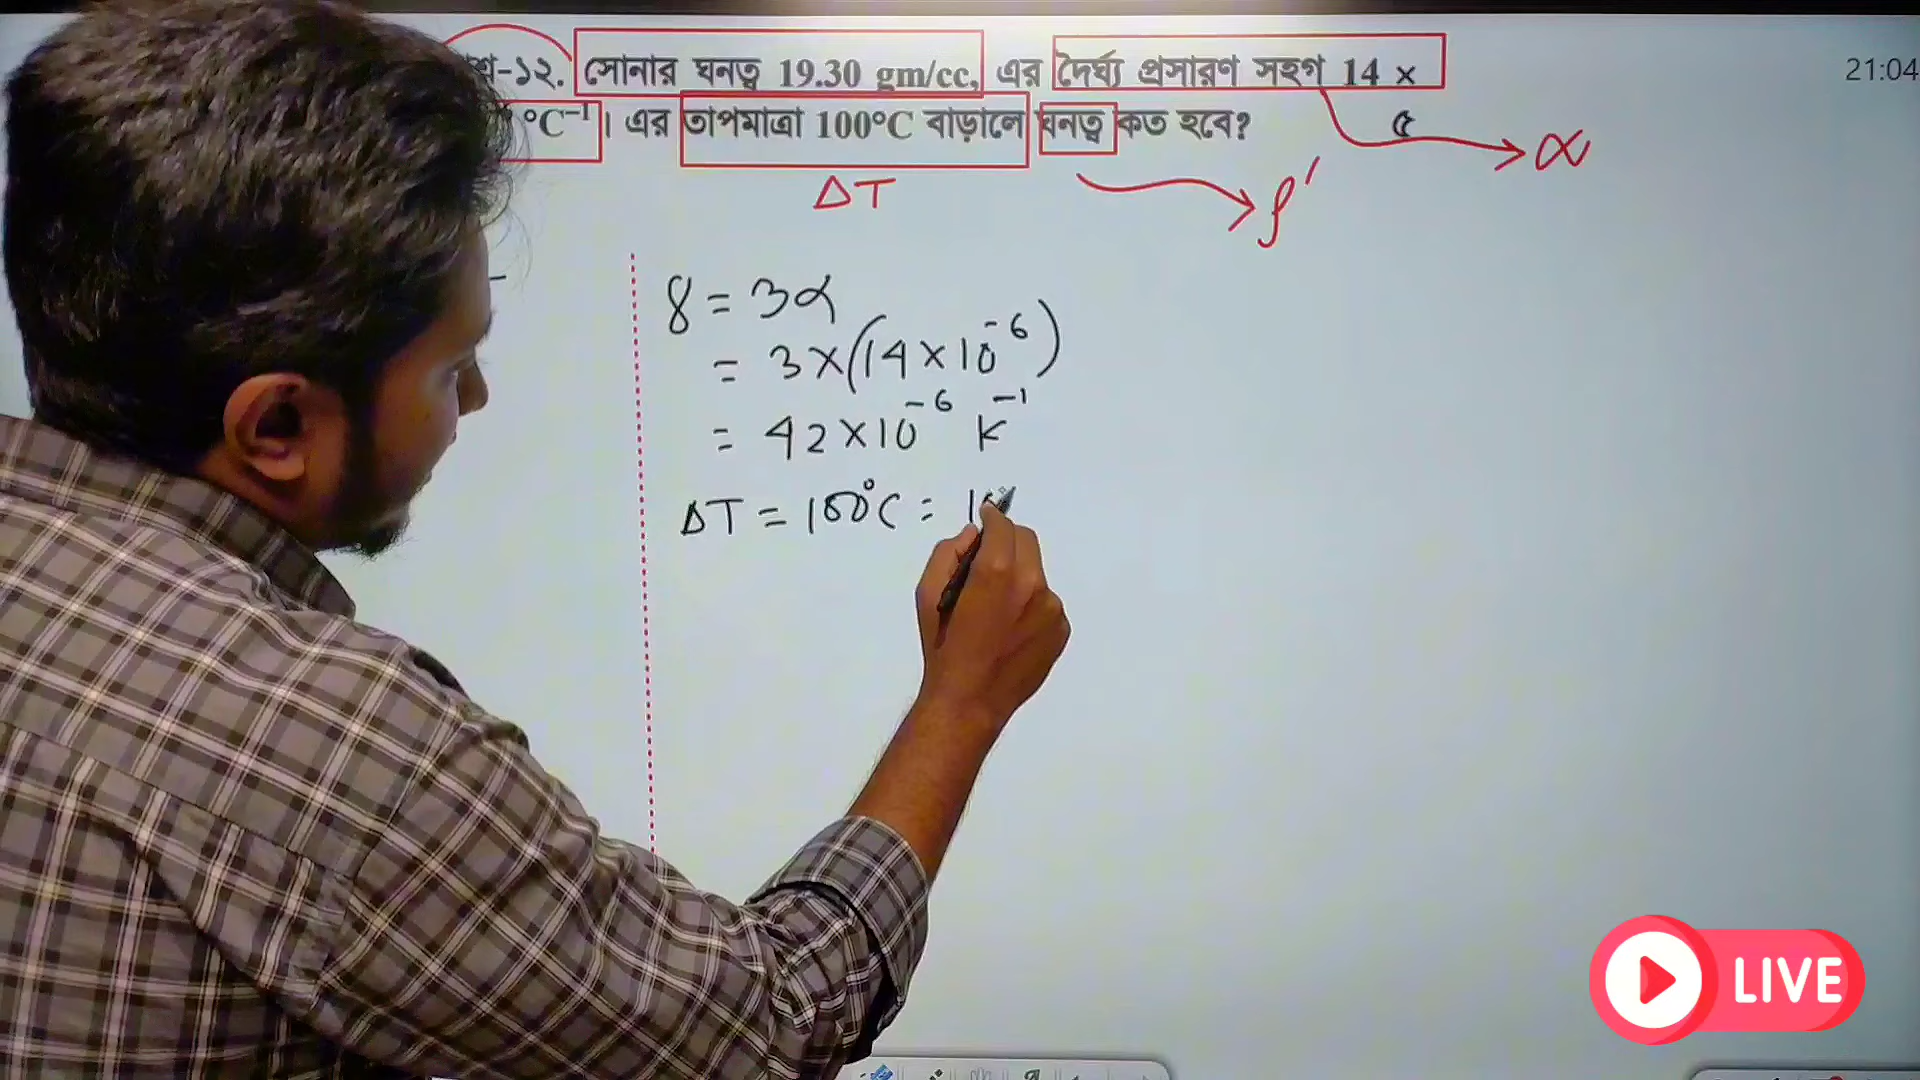 -১২. সোনার ঘনত্ব 19.30 gm/cc, এর দৈর্ঘ্য প্রসারণ সহগ 14 ×
°C⁻¹। এর তাপমাত্রা 100°C বাড়ালে ঘনত্ব কত হবে?
21:04
α
ΔT
ρ′
γ = 3α
= 3×(14×10⁻⁶)
= 42×10⁻⁶ K⁻¹
ΔT = 100°C =
LIVE